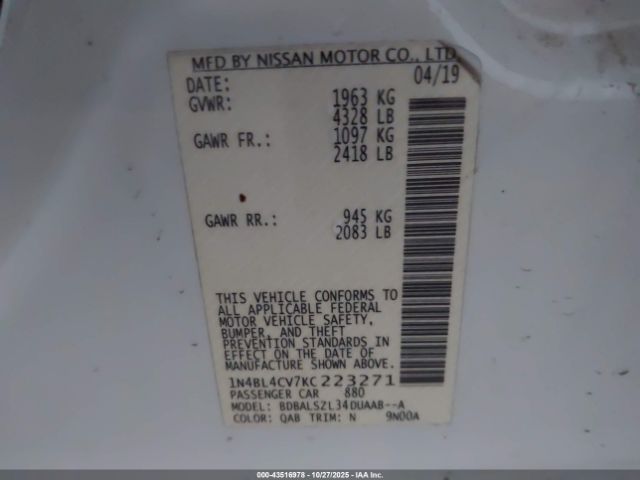 MFD BY NISSAN MOTOR CO., LTD.
DATE: 04/19
GVWR: 1963 KG
4328 LB
GAWR FR.: 1097 KG
2418 LB
GAWR RR.: 945 KG
2083 LB
THIS VEHICLE CONFORMS TO
ALL APPLICABLE FEDERAL
MOTOR VEHICLE SAFETY,
BUMPER, AND THEFT
PREVENTION STANDARDS IN
EFFECT ON THE DATE OF
MANUFACTURE SHOWN ABOVE.
1N4BL4CV7KC223271
PASSENGER CAR 880
MODEL: BDBALSZL34DUAAB--A
COLOR: QAB TRIM: N 9N00A
000-43516978 - 10/27/2025 - IAAI.com